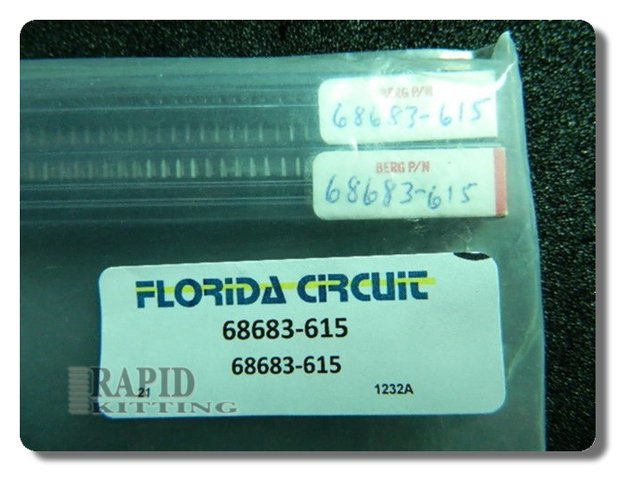 BERG P/N
68683-615
BERG P/N
68683-615
FLORIDA CIRCUIT
68683-615
68683-615
RAPID
KITTING
21
1232A